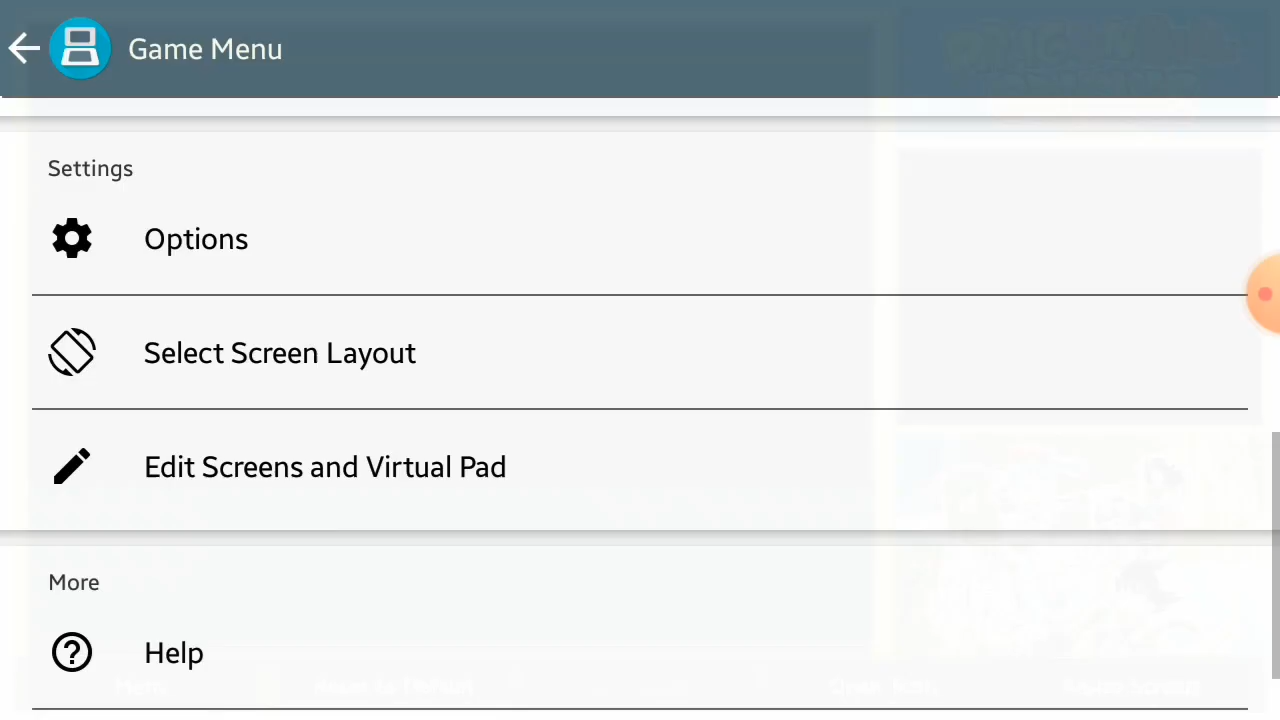 Game Menu
Settings
Options
Select Screen Layout
Edit Screens and Virtual Pad
More
Help